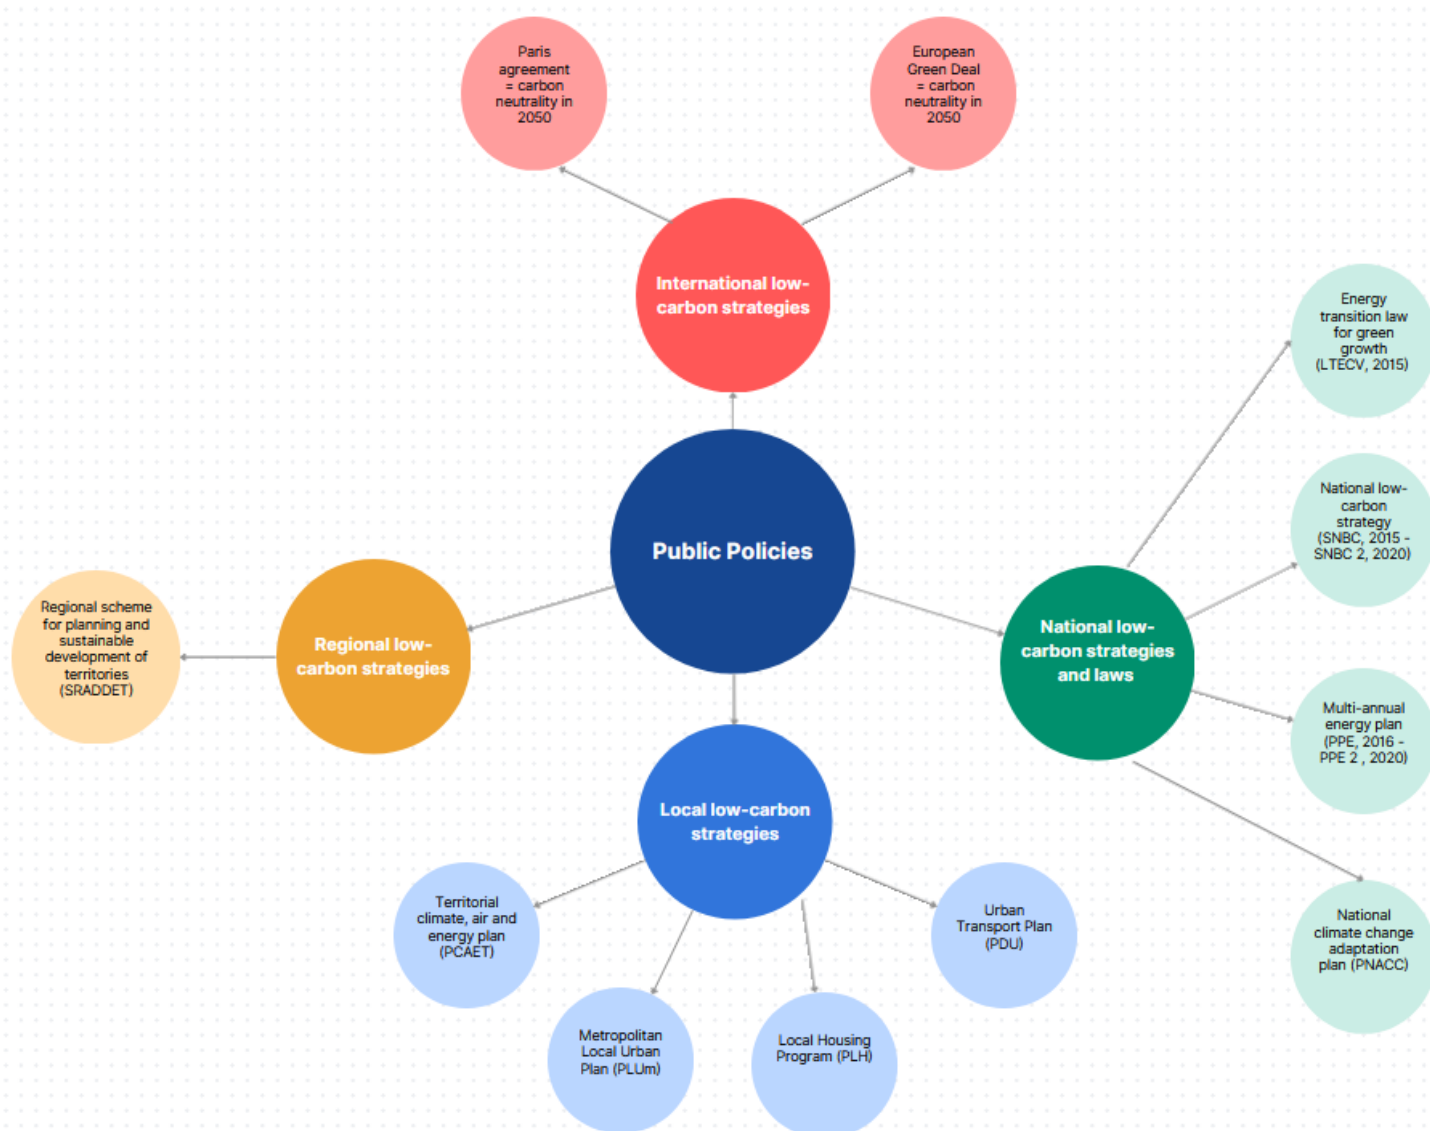 Paris
agreement
= carbon
neutrality in
2050
European
Green Deal
= carbon
neutrality in
2050
International low-
carbon strategies
Energy
transition law
for green
growth
(LTECV, 2015)
National low-
carbon
strategy
(SNBC, 2015 -
SNBC 2, 2020)
Public Policies
Regional scheme
for planning and
sustainable
development of
territories
(SRADDET)
Regional low-
carbon strategies
National low-
carbon strategies
and laws
Multi-annual
energy plan
(PPE, 2016 -
PPE 2 , 2020)
Local low-carbon
strategies
Territorial
climate, air and
energy plan
(PCAET)
Urban
Transport Plan
(PDU)
National
climate change
adaptation
plan (PNACC)
Metropolitan
Local Urban
Plan (PLUm)
Local Housing
Program (PLH)